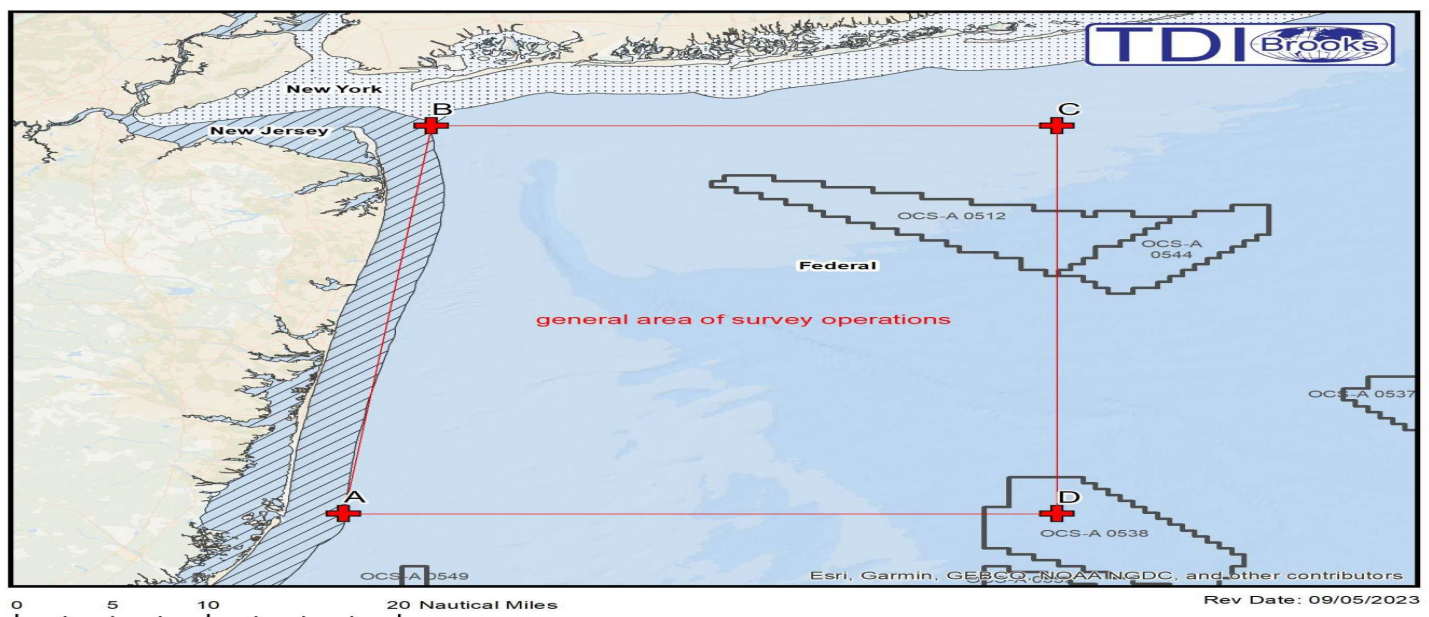 TDI Brooks
New York
B
C
New Jersey
OCS-A 0512
OCS-A
0544
Federal
general area of survey operations
OCS-A 0537
A
D
OCS-A 0538
OCS-A 0549
Esri, Garmin, GEBCO, NOAA NGDC, and other contributors
0 5 10 20 Nautical Miles
Rev Date: 09/05/2023